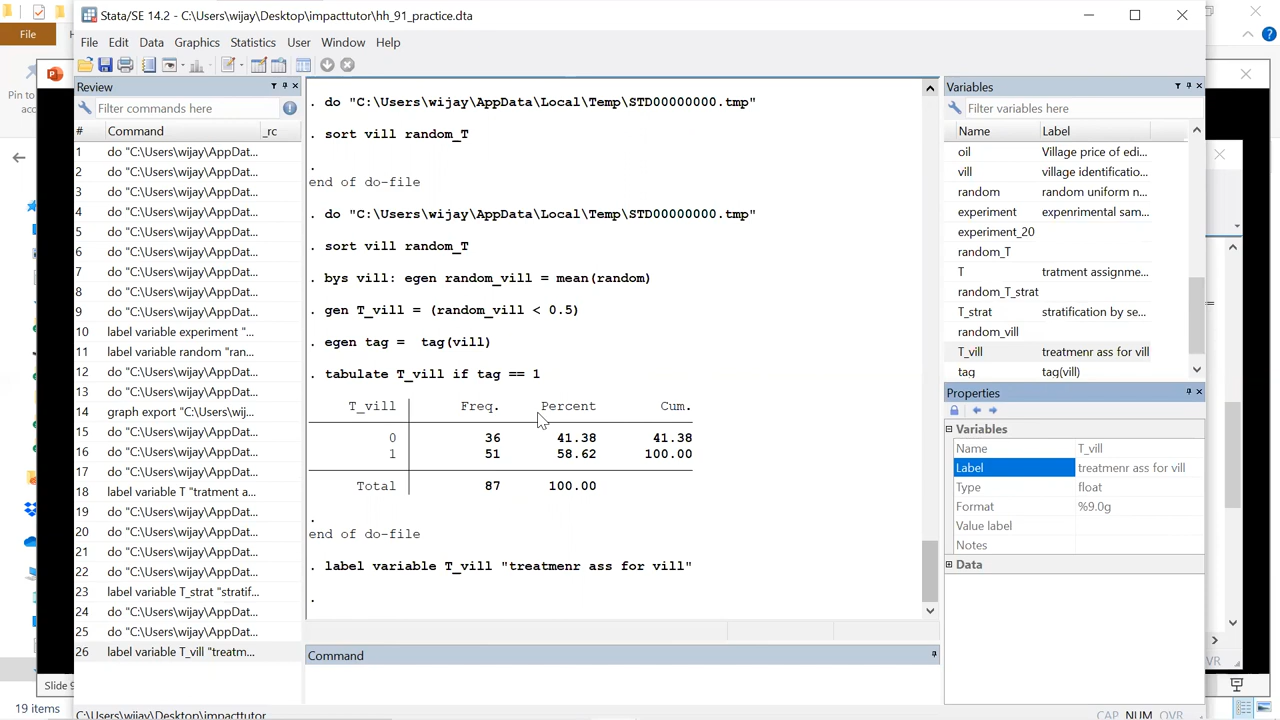 Stata/SE 14.2 - C:\Users\wijay\Desktop\impacttutor\hh_91_practice.dta
File
File Edit Data Graphics Statistics User Window Help
Pin to
Review
Filter commands here
# Command _rc
1 do "C:\Users\wijay\AppDat...
2 do "C:\Users\wijay\AppDat...
3 do "C:\Users\wijay\AppDat...
4 do "C:\Users\wijay\AppDat...
5 do "C:\Users\wijay\AppDat...
6 do "C:\Users\wijay\AppDat...
7 do "C:\Users\wijay\AppDat...
8 do "C:\Users\wijay\AppDat...
9 do "C:\Users\wijay\AppDat...
10 label variable experiment "...
11 label variable random "ran...
12 do "C:\Users\wijay\AppDat...
13 do "C:\Users\wijay\AppDat...
14 graph export "C:\Users\wij...
15 do "C:\Users\wijay\AppDat...
16 do "C:\Users\wijay\AppDat...
17 do "C:\Users\wijay\AppDat...
18 label variable T "tratment a...
19 do "C:\Users\wijay\AppDat...
20 do "C:\Users\wijay\AppDat...
21 do "C:\Users\wijay\AppDat...
22 do "C:\Users\wijay\AppDat...
23 label variable T_strat "stratif...
24 do "C:\Users\wijay\AppDat...
25 do "C:\Users\wijay\AppDat...
26 label variable T_vill "treatm...
. do "C:\Users\wijay\AppData\Local\Temp\STD00000000.tmp"
. sort vill random_T
.
end of do-file
. do "C:\Users\wijay\AppData\Local\Temp\STD00000000.tmp"
. sort vill random_T
. bys vill: egen random_vill = mean(random)
. gen T_vill = (random_vill < 0.5)
. egen tag =  tag(vill)
. tabulate T_vill if tag == 1
T_vill Freq. Percent Cum.
0 36 41.38 41.38
1 51 58.62 100.00
Total 87 100.00
.
end of do-file
. label variable T_vill "treatmenr ass for vill"
.
Command
Variables
Filter variables here
Name Label
oil Village price of edi...
vill village identificatio...
random random uniform n...
experiment expenrimental sam...
experiment_20
random_T
T tratment assignme...
random_T_strat
T_strat stratification by se...
random_vill
T_vill treatmenr ass for vill
tag tag(vill)
Properties
Variables
Name T_vill
Label treatmenr ass for vill
Type float
Format %9.0g
Value label
Notes
Data
Slide 9
19 items
C:\Users\wijay\Desktop\impacttutor
CAP NUM OVR